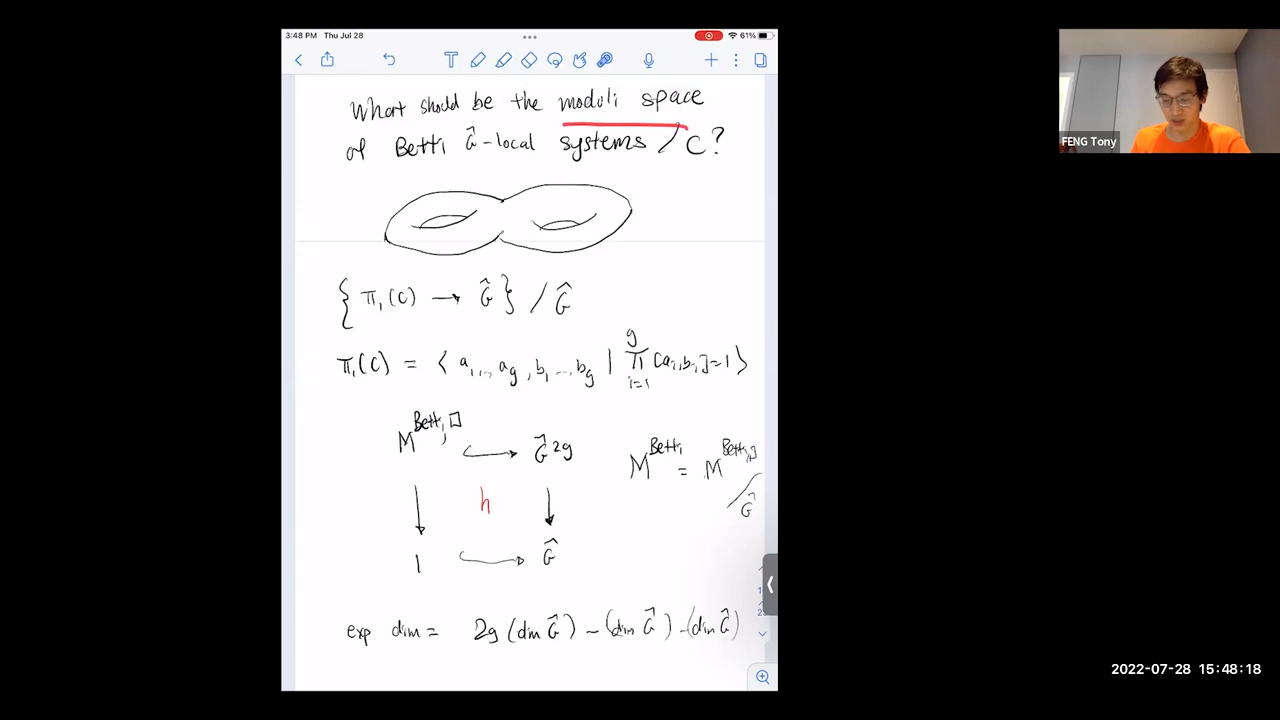 3:48 PM Thu Jul 28
61%
What should be the moduli space
of Betti Ĝ-local systems / C?
{ π₁(C) → Ĝ } / Ĝ
π₁(C) = ⟨ a₁, ..., a_g, b₁ ... b_g | ∏_{i=1}^{g} [a_i, b_i] = 1 ⟩
M^{Betti, □} ↪ Ĝ^{2g}
M^{Betti} = M^{Betti, □} / Ĝ
h
1 ↪ Ĝ
exp dim = 2g (dim Ĝ) - (dim Ĝ) - (dim Ĝ)
FENG Tony
2022-07-28 15:48:18